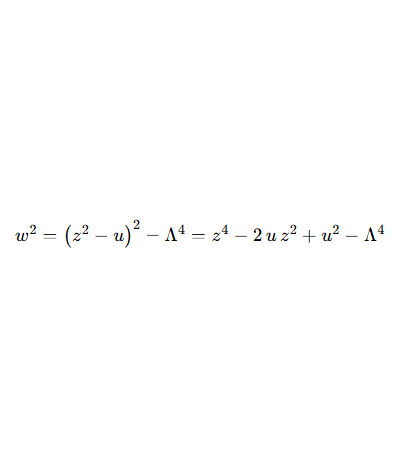 w² = (z² − u)² − Λ⁴ = z⁴ − 2 u z² + u² − Λ⁴